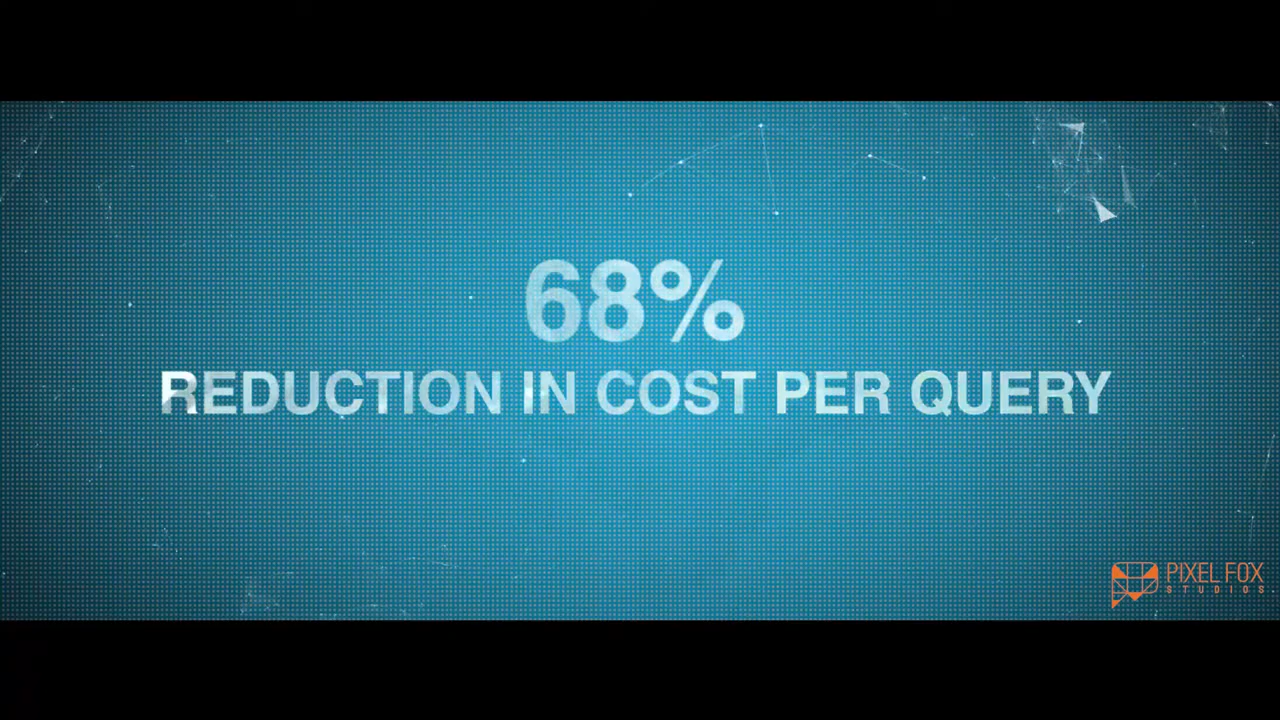 68%
REDUCTION IN COST PER QUERY
PIXEL FOX
STUDIOS.